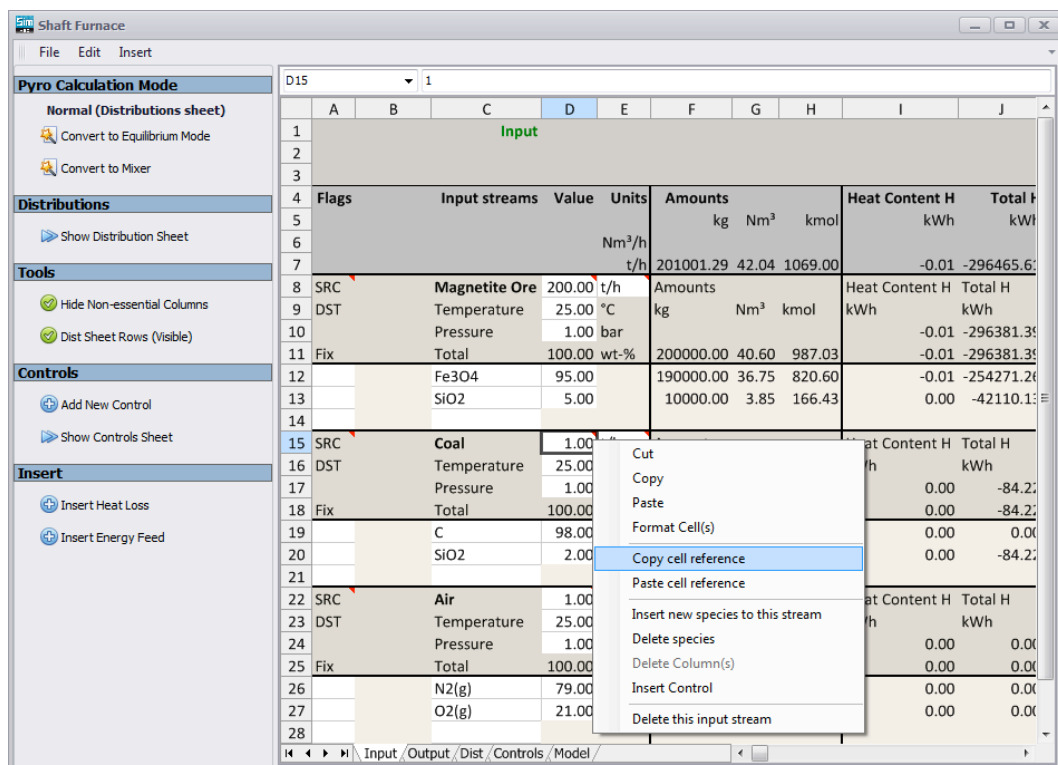 Shaft Furnace
File Edit Insert
Pyro Calculation Mode
Normal (Distributions sheet)
Convert to Equilibrium Mode
Convert to Mixer
Distributions
Show Distribution Sheet
Tools
Hide Non-essential Columns
Dist Sheet Rows (Visible)
Controls
Add New Control
Show Controls Sheet
Insert
Insert Heat Loss
Insert Energy Feed
D15 1
A B C D E F G H I J
1 Input
2
3
4 Flags Input streams Value Units Amounts Heat Content H Total H
5 kg Nm³ kmol kWh kWh
6 Nm³/h
7 t/h 201001.29 42.04 1069.00 -0.01 -296465.61
8 SRC Magnetite Ore 200.00 t/h Amounts Heat Content H Total H
9 DST Temperature 25.00 °C kg Nm³ kmol kWh kWh
10 Pressure 1.00 bar -0.01 -296381.39
11 Fix Total 100.00 wt-% 200000.00 40.60 987.03 -0.01 -296381.39
12 Fe3O4 95.00 190000.00 36.75 820.60 -0.01 -254271.26
13 SiO2 5.00 10000.00 3.85 166.43 0.00 -42110.13
14
15 SRC Coal 1.00 at Content H Total H
16 DST Temperature 25.00 h kWh
17 Pressure 1.00 0.00 -84.22
18 Fix Total 100.00 0.00 -84.22
19 C 98.00 0.00 0.00
20 SiO2 2.00 0.00 -84.22
21
22 SRC Air 1.00 at Content H Total H
23 DST Temperature 25.00 h kWh
24 Pressure 1.00 0.00 0.00
25 Fix Total 100.00 0.00 0.00
26 N2(g) 79.00 0.00 0.00
27 O2(g) 21.00 0.00 0.00
28
Cut
Copy
Paste
Format Cell(s)
Copy cell reference
Paste cell reference
Insert new species to this stream
Delete species
Delete Column(s)
Insert Control
Delete this input stream
Input Output Dist Controls Model